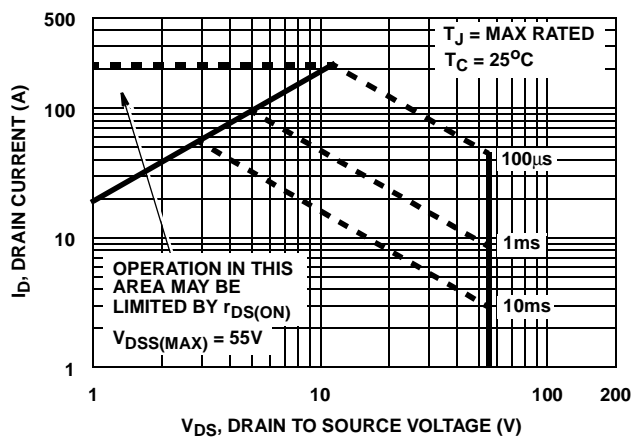 500
100
10
1
I_D, DRAIN CURRENT (A)
T_J = MAX RATED
T_C = 25°C
100µs
1ms
10ms
OPERATION IN THIS
AREA MAY BE
LIMITED BY r_DS(ON)
V_DSS(MAX) = 55V
1
10
100
200
V_DS, DRAIN TO SOURCE VOLTAGE (V)